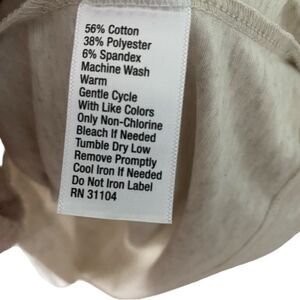 56% Cotton
38% Polyester
6% Spandex
Machine Wash
Warm
Gentle Cycle
With Like Colors
Only Non-Chlorine
Bleach If Needed
Tumble Dry Low
Remove Promptly
Cool Iron If Needed
Do Not Iron Label
RN 31104